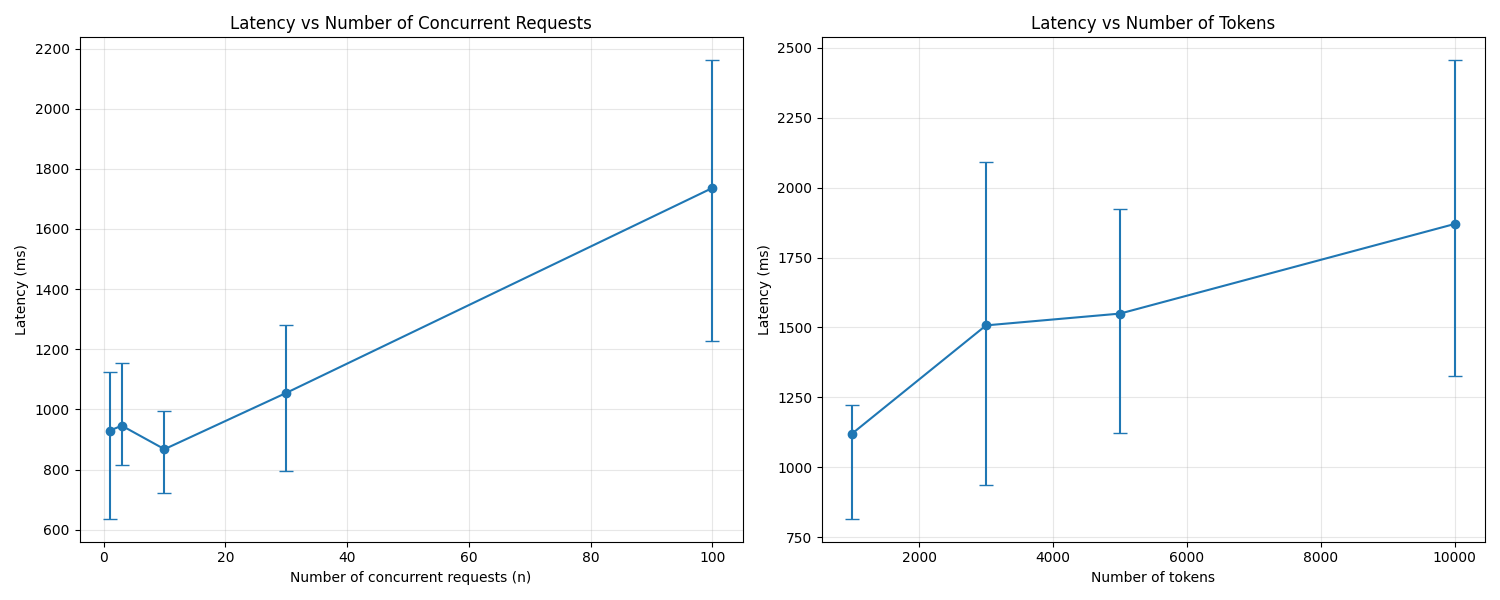 Latency vs Number of Concurrent Requests
2200
2000
1800
1600
1400
1200
1000
800
600
Latency (ms)
0 20 40 60 80 100
Number of concurrent requests (n)
Latency vs Number of Tokens
2500
2250
2000
1750
1500
1250
1000
750
Latency (ms)
2000 4000 6000 8000 10000
Number of tokens